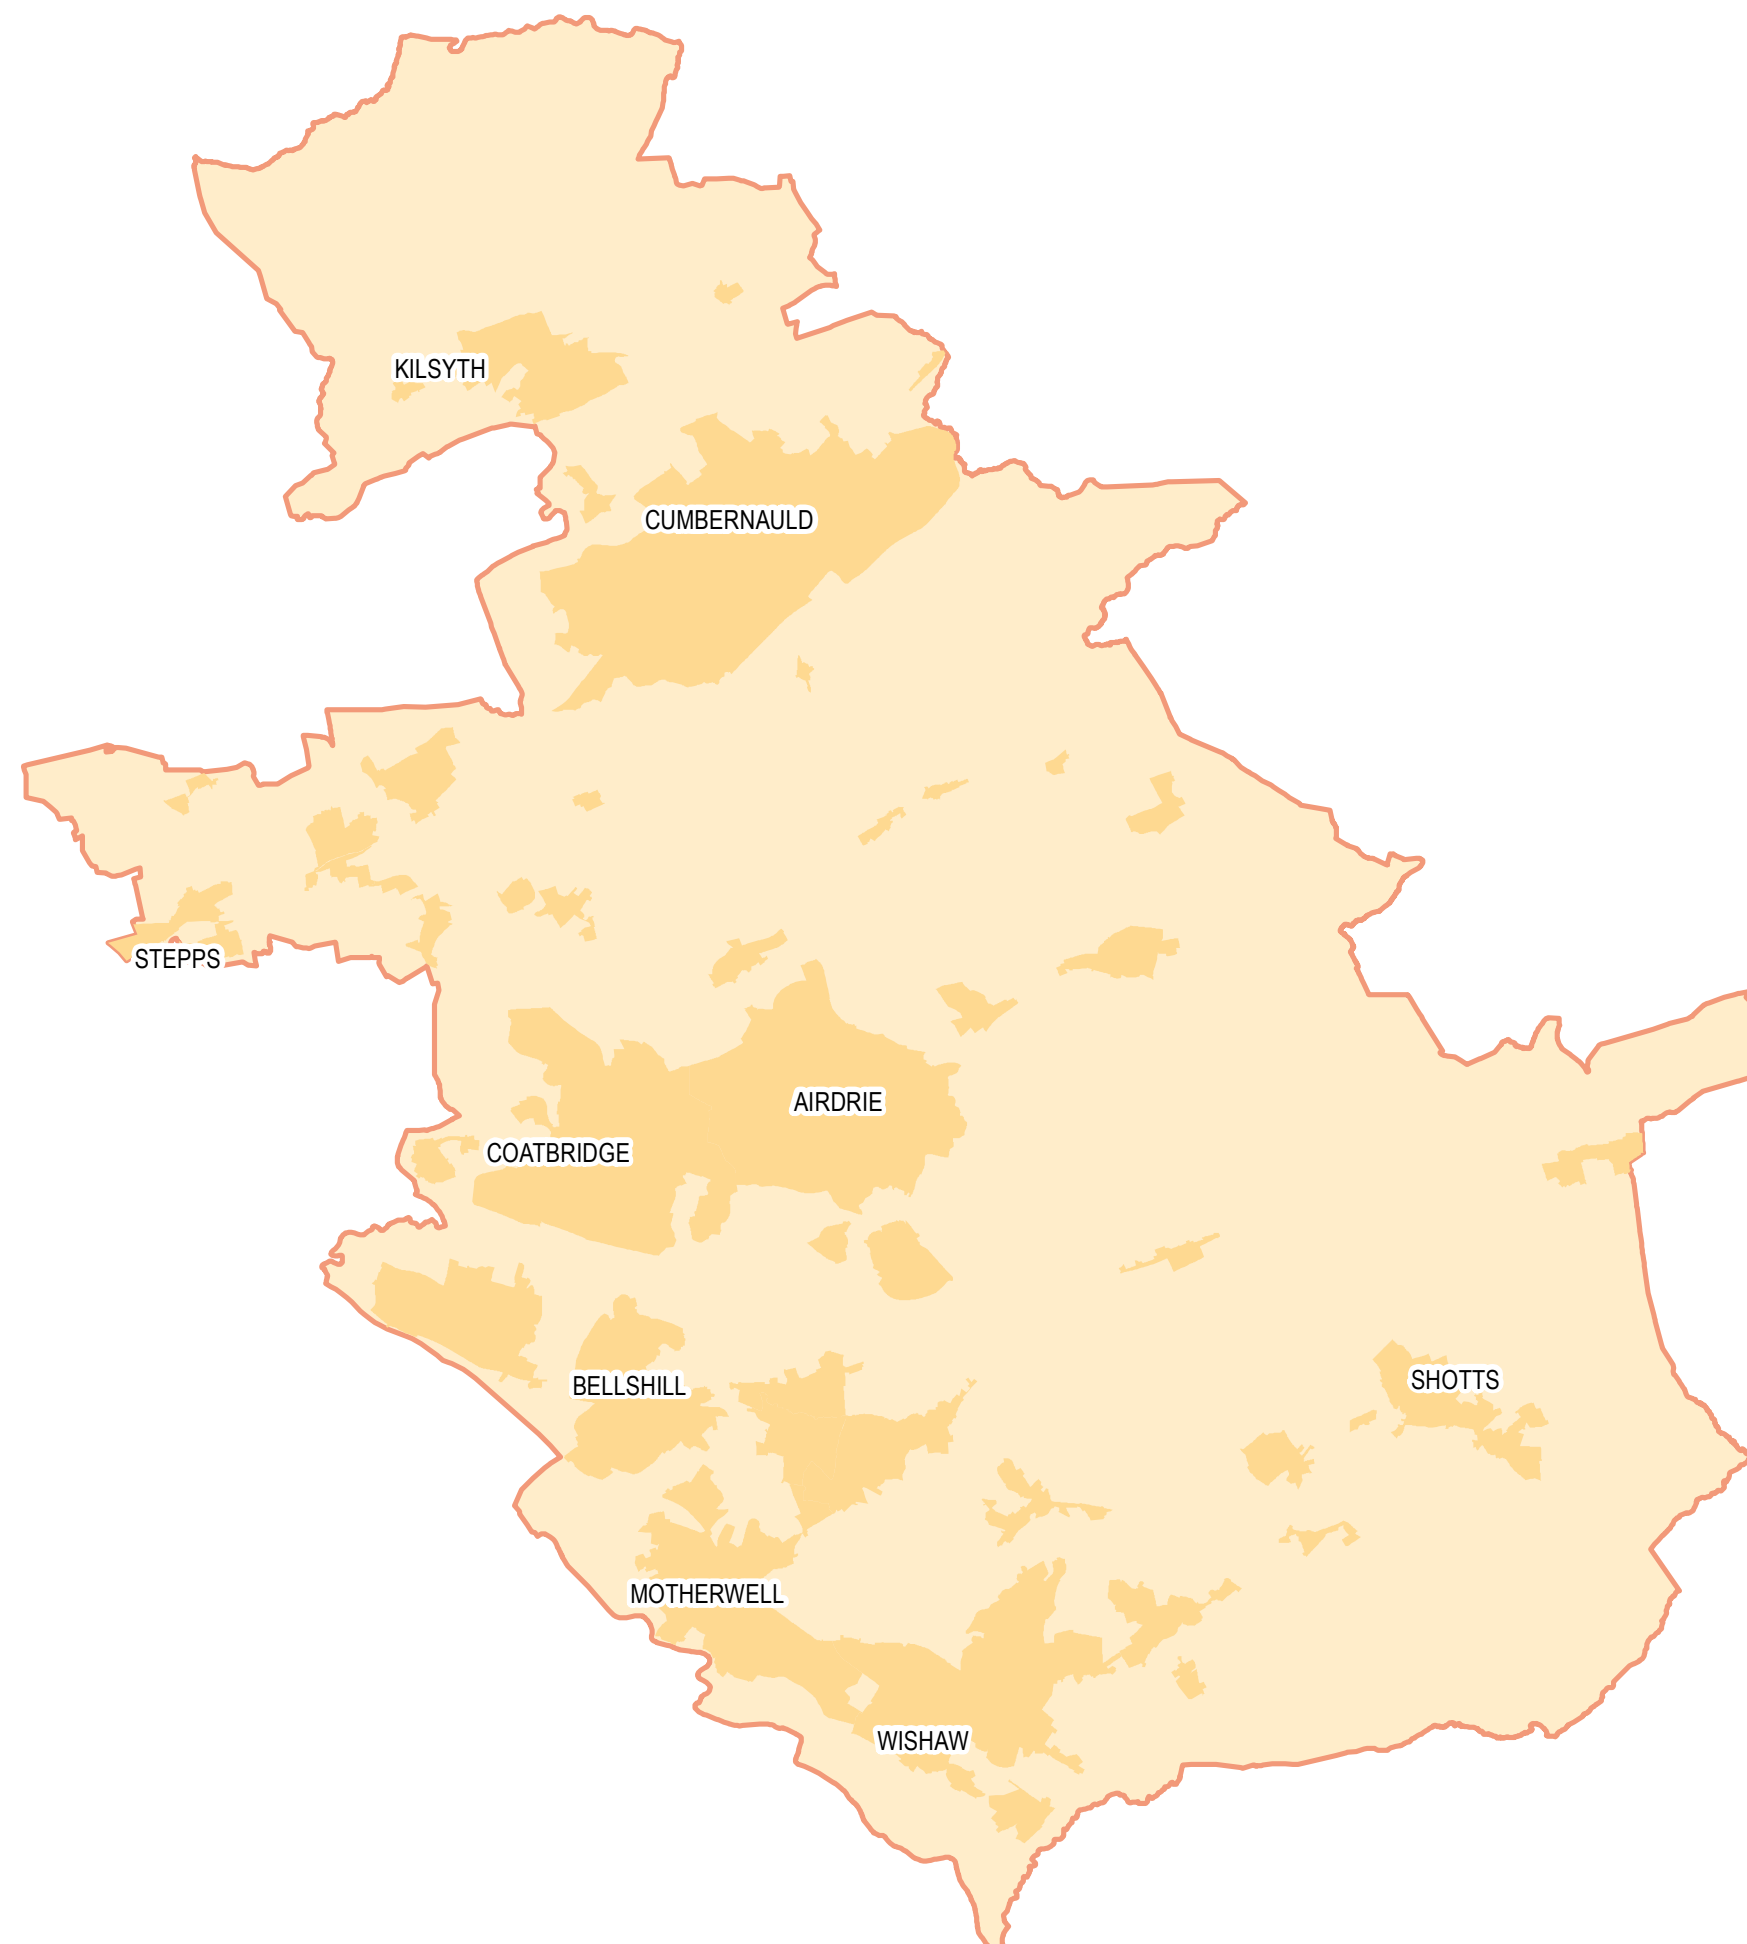 KILSYTH
CUMBERNAULD
STEPPS
AIRDRIE
COATBRIDGE
SHOTTS
BELLSHILL
MOTHERWELL
WISHAW